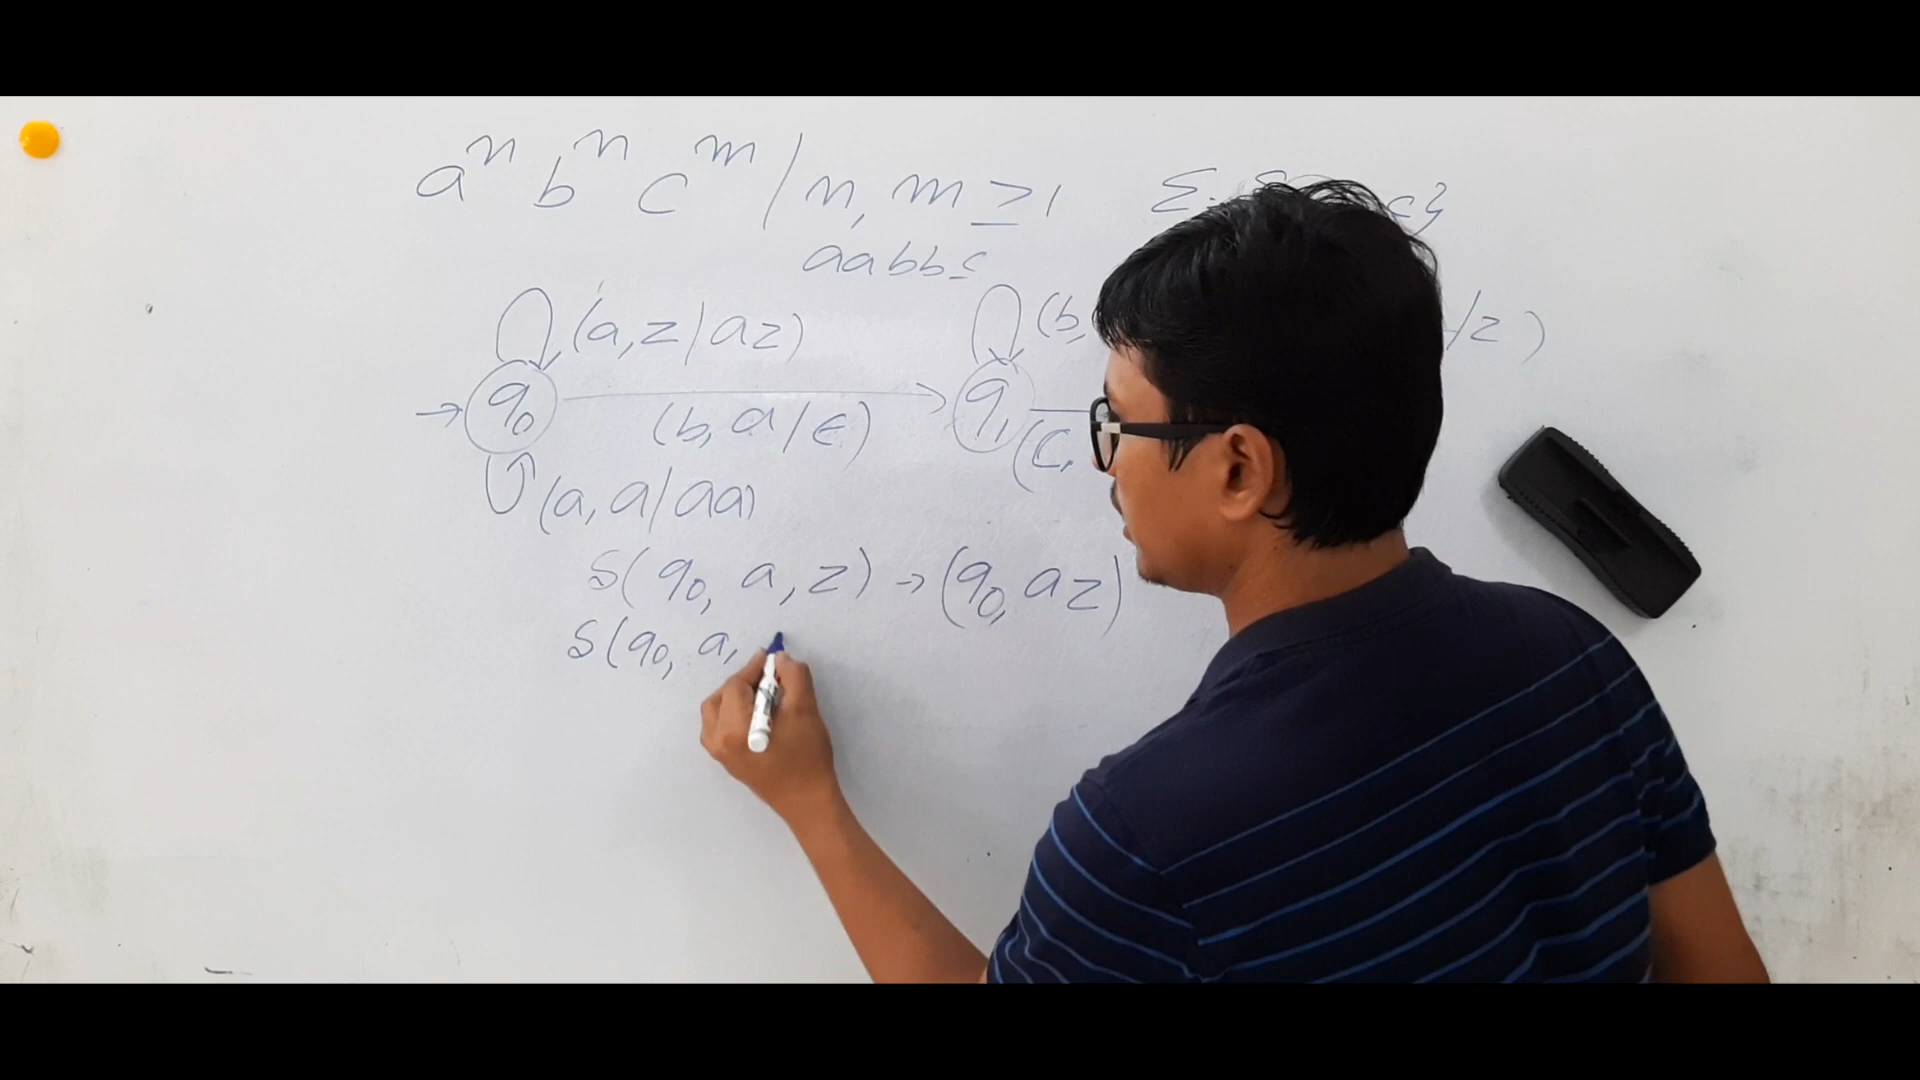 aⁿ bⁿ cᵐ / n, m ≥ 1 Σ c}
aabbc
(a, z / az) (b, / z)
→ q₀ (b, a / ε) q₁ (c,
(a, a / aa)
δ(q₀, a, z) → (q₀, az)
δ(q₀, a,